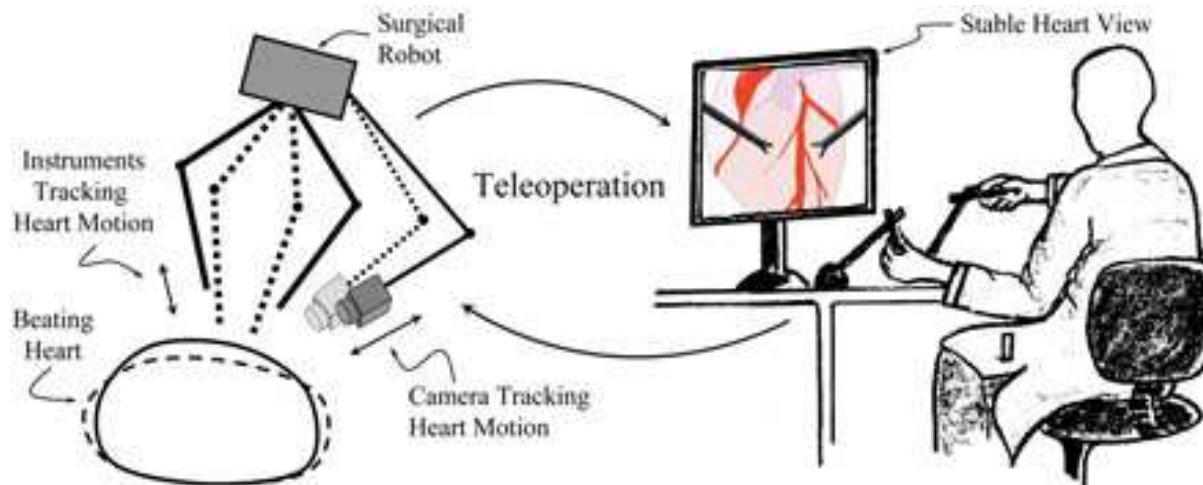 Surgical
Robot
Stable Heart View
Instruments
Tracking
Heart Motion
Teleoperation
Beating
Heart
Camera Tracking
Heart Motion